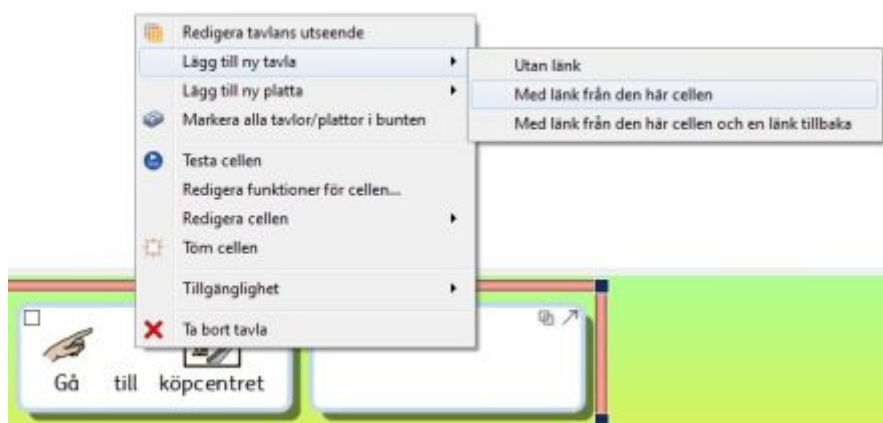 Redigera tavlans utseende
Lägg till ny tavla
Utan länk
Lägg till ny platta
Med länk från den här cellen
Markera alla tavlor/plattor i bunten
Med länk från den här cellen och en länk tillbaka
Testa cellen
Redigera funktioner för cellen...
Redigera cellen
Töm cellen
Tillgänglighet
Ta bort tavla
Gå till köpcentret